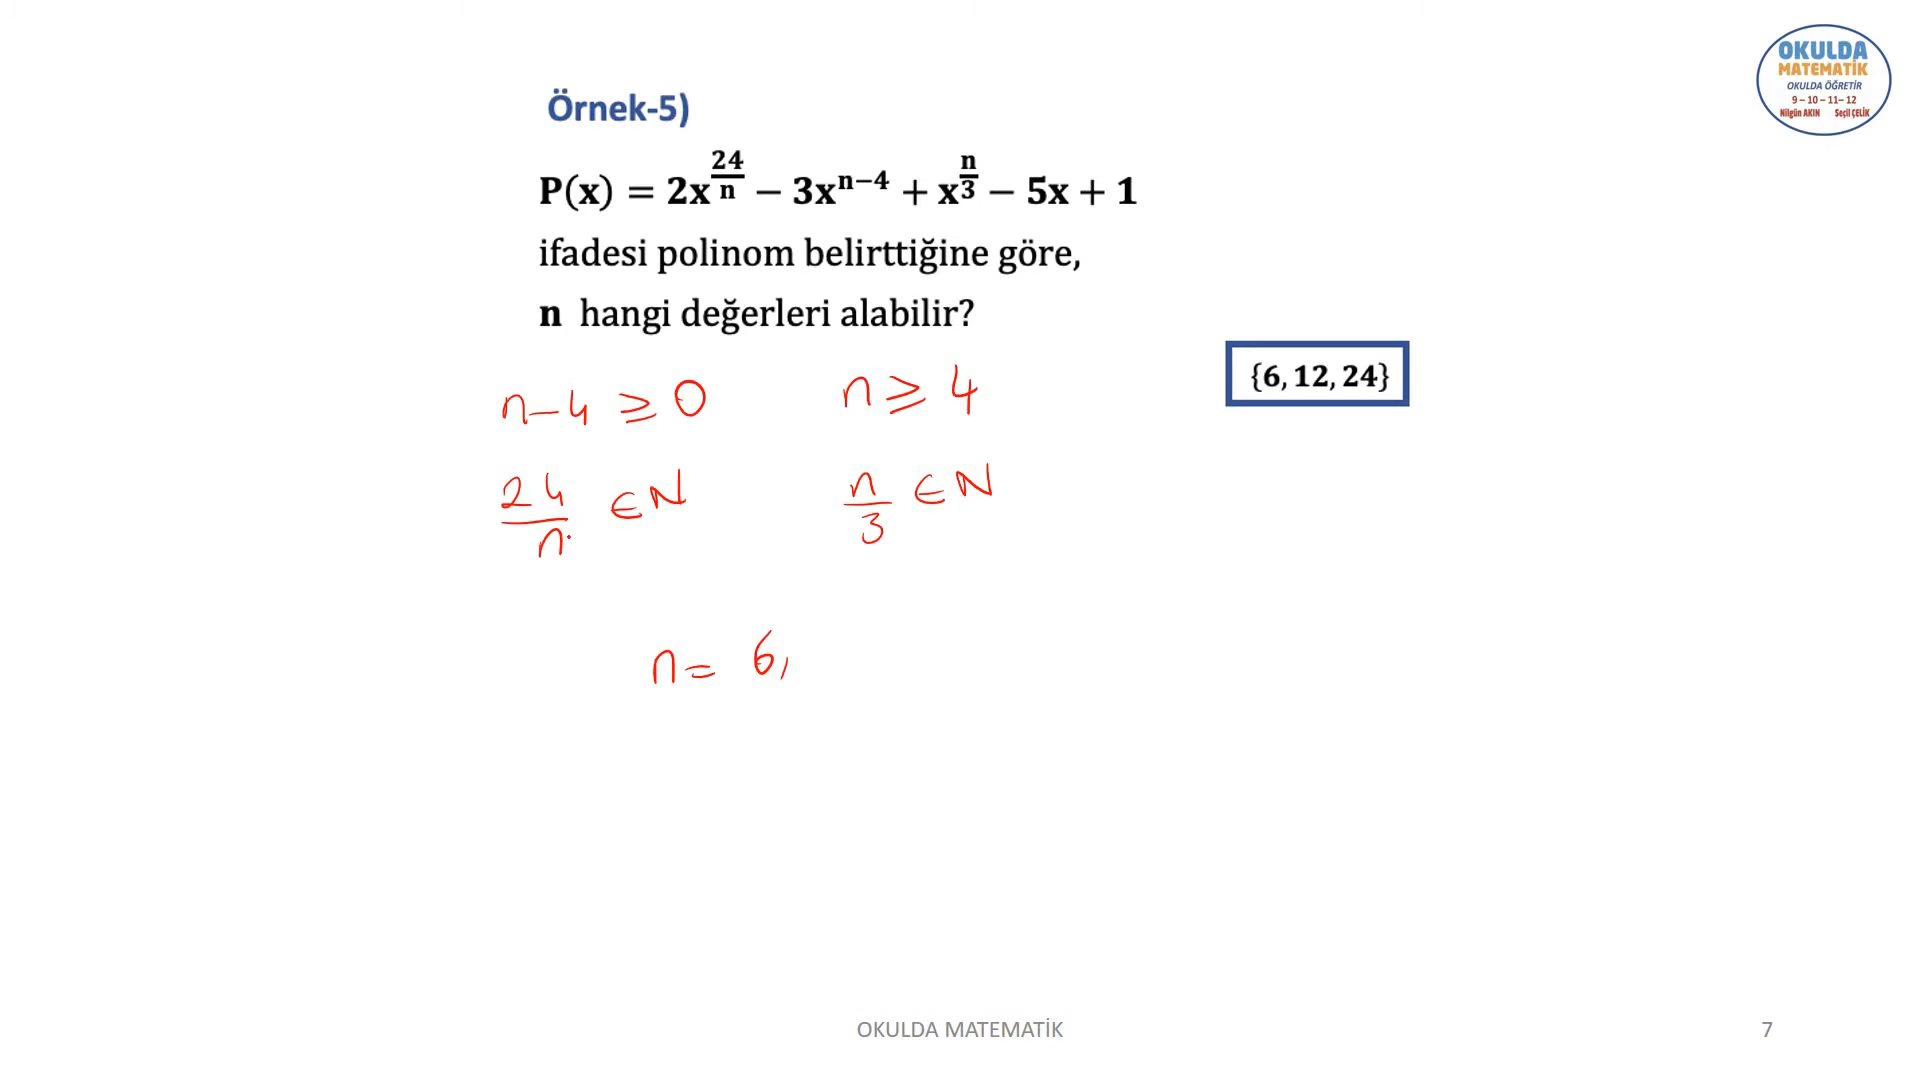 OKULDA
MATEMATİK
OKULDA ÖĞRETİR
9 – 10 – 11– 12
Nilgün AKIN Seçil ÇELİK
Örnek-5)
P(x) = 2x^(24/n) − 3x^(n−4) + x^(n/3) − 5x + 1
ifadesi polinom belirttiğine göre,
n hangi değerleri alabilir?
{6, 12, 24}
n−4 ≥ 0 n ≥ 4
24/n ∈ N n/3 ∈ N
n = 6,
OKULDA MATEMATİK 7